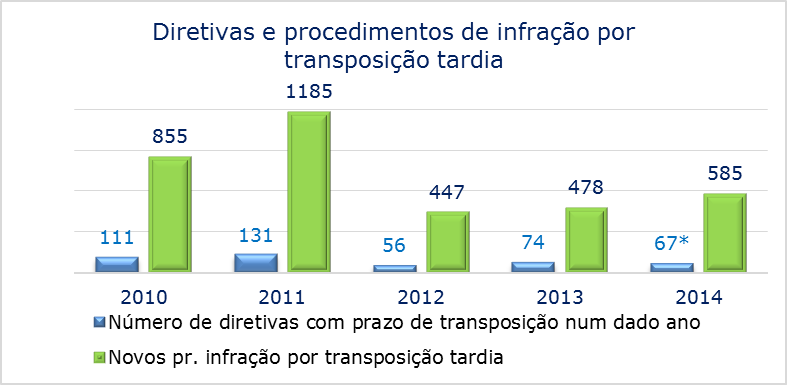 Diretivas e procedimentos de infração por
transposição tardia
1185
855
585
478
447
111
131
56
74
67*
2010 2011 2012 2013 2014
Número de diretivas com prazo de transposição num dado ano
Novos pr. infração por transposição tardia